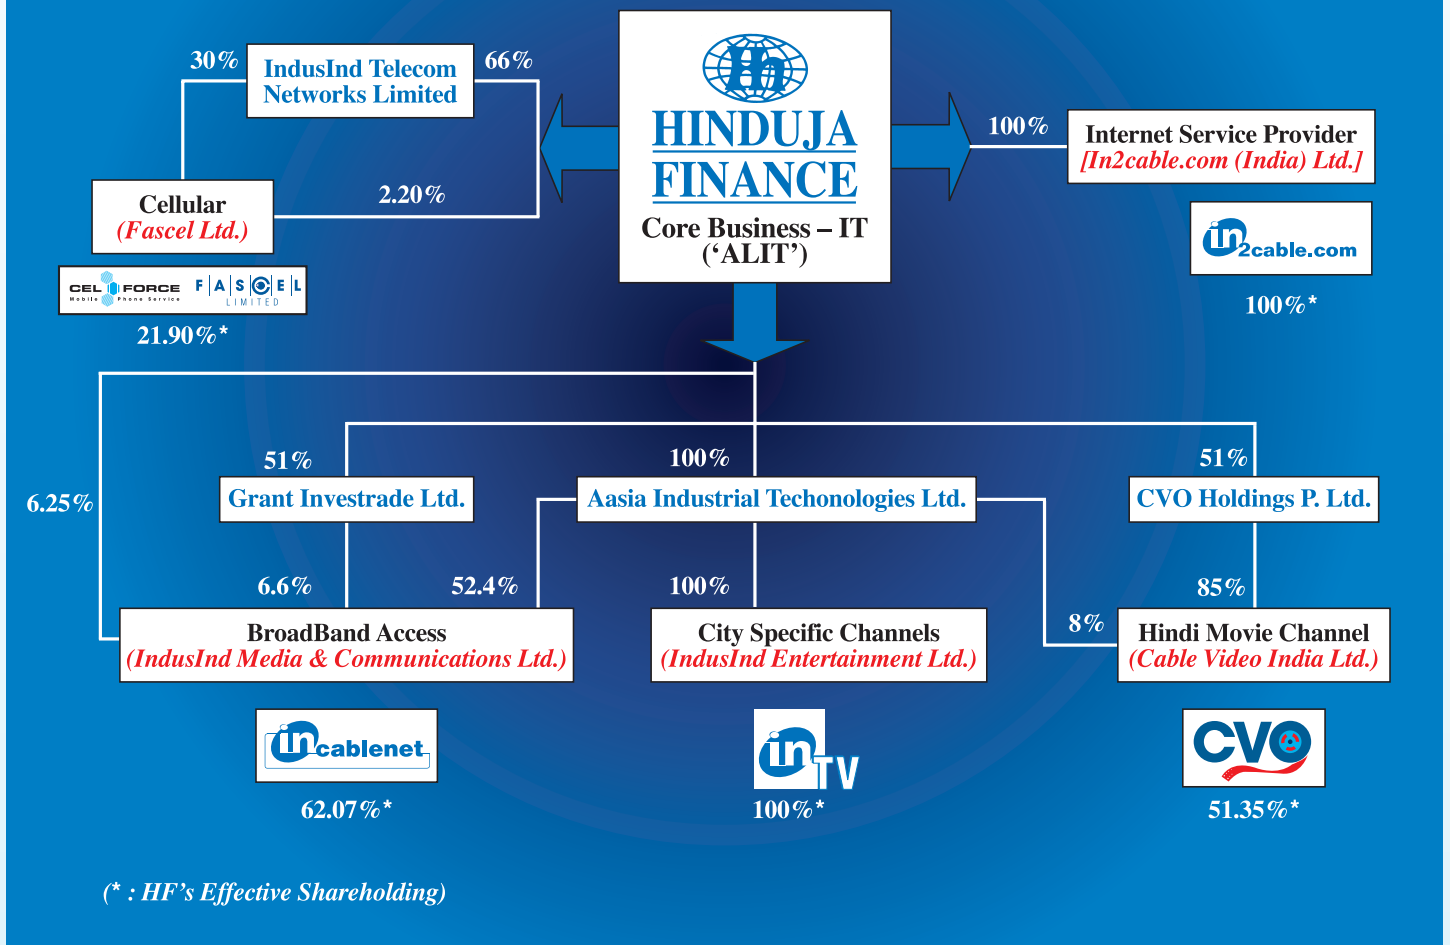 30%
IndusInd Telecom
Networks Limited
66%
Hh
HINDUJA
FINANCE
Core Business – IT
(‘ALIT’)
100%
Internet Service Provider
[In2cable.com (India) Ltd.]
in2cable.com
100%*
Cellular
(Fascel Ltd.)
2.20%
CEL FORCE
Mobile Phone Service
FASCEL
LIMITED
21.90%*
6.25%
51%
Grant Investrade Ltd.
100%
Aasia Industrial Techonologies Ltd.
51%
CVO Holdings P. Ltd.
6.6%
52.4%
100%
8%
85%
BroadBand Access
(IndusInd Media & Communications Ltd.)
City Specific Channels
(IndusInd Entertainment Ltd.)
Hindi Movie Channel
(Cable Video India Ltd.)
incablenet
62.07%*
in TV
100%*
CVO
51.35%*
(* : HF’s Effective Shareholding)